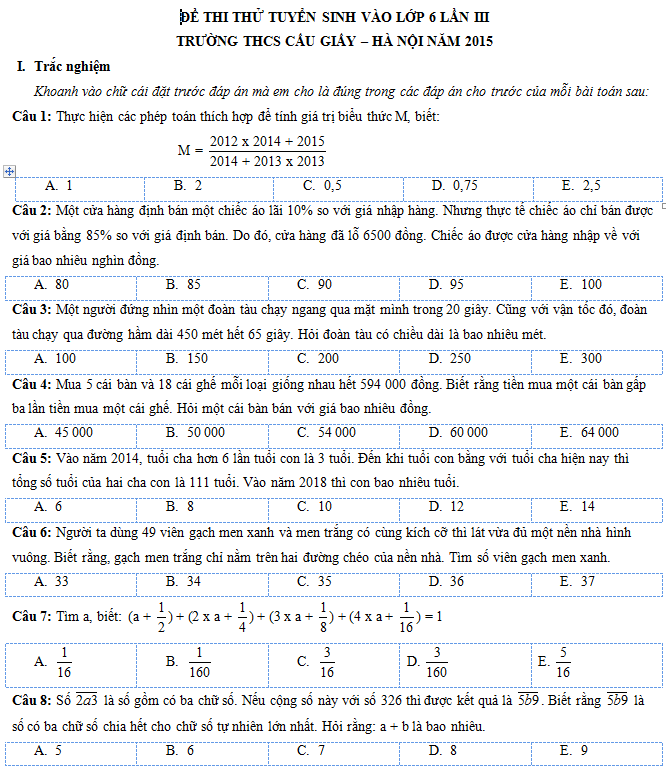 ĐỀ THI THỬ TUYỂN SINH VÀO LỚP 6 LẦN III
TRƯỜNG THCS CẦU GIẤY – HÀ NỘI NĂM 2015
I. Trắc nghiệm
Khoanh vào chữ cái đặt trước đáp án mà em cho là đúng trong các đáp án cho trước của mỗi bài toán sau:
Câu 1: Thực hiện các phép toán thích hợp để tính giá trị biểu thức M, biết:
M = (2012 x 2014 + 2015) / (2014 + 2013 x 2013)
A. 1 B. 2 C. 0,5 D. 0,75 E. 2,5
Câu 2: Một cửa hàng định bán một chiếc áo lãi 10% so với giá nhập hàng. Nhưng thực tế chiếc áo chỉ bán được
với giá bằng 85% so với giá định bán. Do đó, cửa hàng đã lỗ 6500 đồng. Chiếc áo được cửa hàng nhập về với
giá bao nhiêu nghìn đồng.
A. 80 B. 85 C. 90 D. 95 E. 100
Câu 3: Một người đứng nhìn một đoàn tàu chạy ngang qua mặt mình trong 20 giây. Cũng với vận tốc đó, đoàn
tàu chạy qua đường hầm dài 450 mét hết 65 giây. Hỏi đoàn tàu có chiều dài là bao nhiêu mét.
A. 100 B. 150 C. 200 D. 250 E. 300
Câu 4: Mua 5 cái bàn và 18 cái ghế mỗi loại giống nhau hết 594 000 đồng. Biết rằng tiền mua một cái bàn gấp
ba lần tiền mua một cái ghế. Hỏi một cái bàn bán với giá bao nhiêu đồng.
A. 45 000 B. 50 000 C. 54 000 D. 60 000 E. 64 000
Câu 5: Vào năm 2014, tuổi cha hơn 6 lần tuổi con là 3 tuổi. Đến khi tuổi con bằng với tuổi cha hiện nay thì
tổng số tuổi của hai cha con là 111 tuổi. Vào năm 2018 thì con bao nhiêu tuổi.
A. 6 B. 8 C. 10 D. 12 E. 14
Câu 6: Người ta dùng 49 viên gạch men xanh và men trắng có cùng kích cỡ thì lát vừa đủ một nền nhà hình
vuông. Biết rằng, gạch men trắng chỉ nằm trên hai đường chéo của nền nhà. Tìm số viên gạch men xanh.
A. 33 B. 34 C. 35 D. 36 E. 37
Câu 7: Tìm a, biết: (a + 1/2) + (2 x a + 1/4) + (3 x a + 1/8) + (4 x a + 1/16) = 1
A. 1/16 B. 1/160 C. 3/16 D. 3/160 E. 5/16
Câu 8: Số 2a3 là số gồm có ba chữ số. Nếu cộng số này với số 326 thì được kết quả là 5b9. Biết rằng 5b9 là
số có ba chữ số chia hết cho chữ số tự nhiên lớn nhất. Hỏi rằng: a + b là bao nhiêu.
A. 5 B. 6 C. 7 D. 8 E. 9